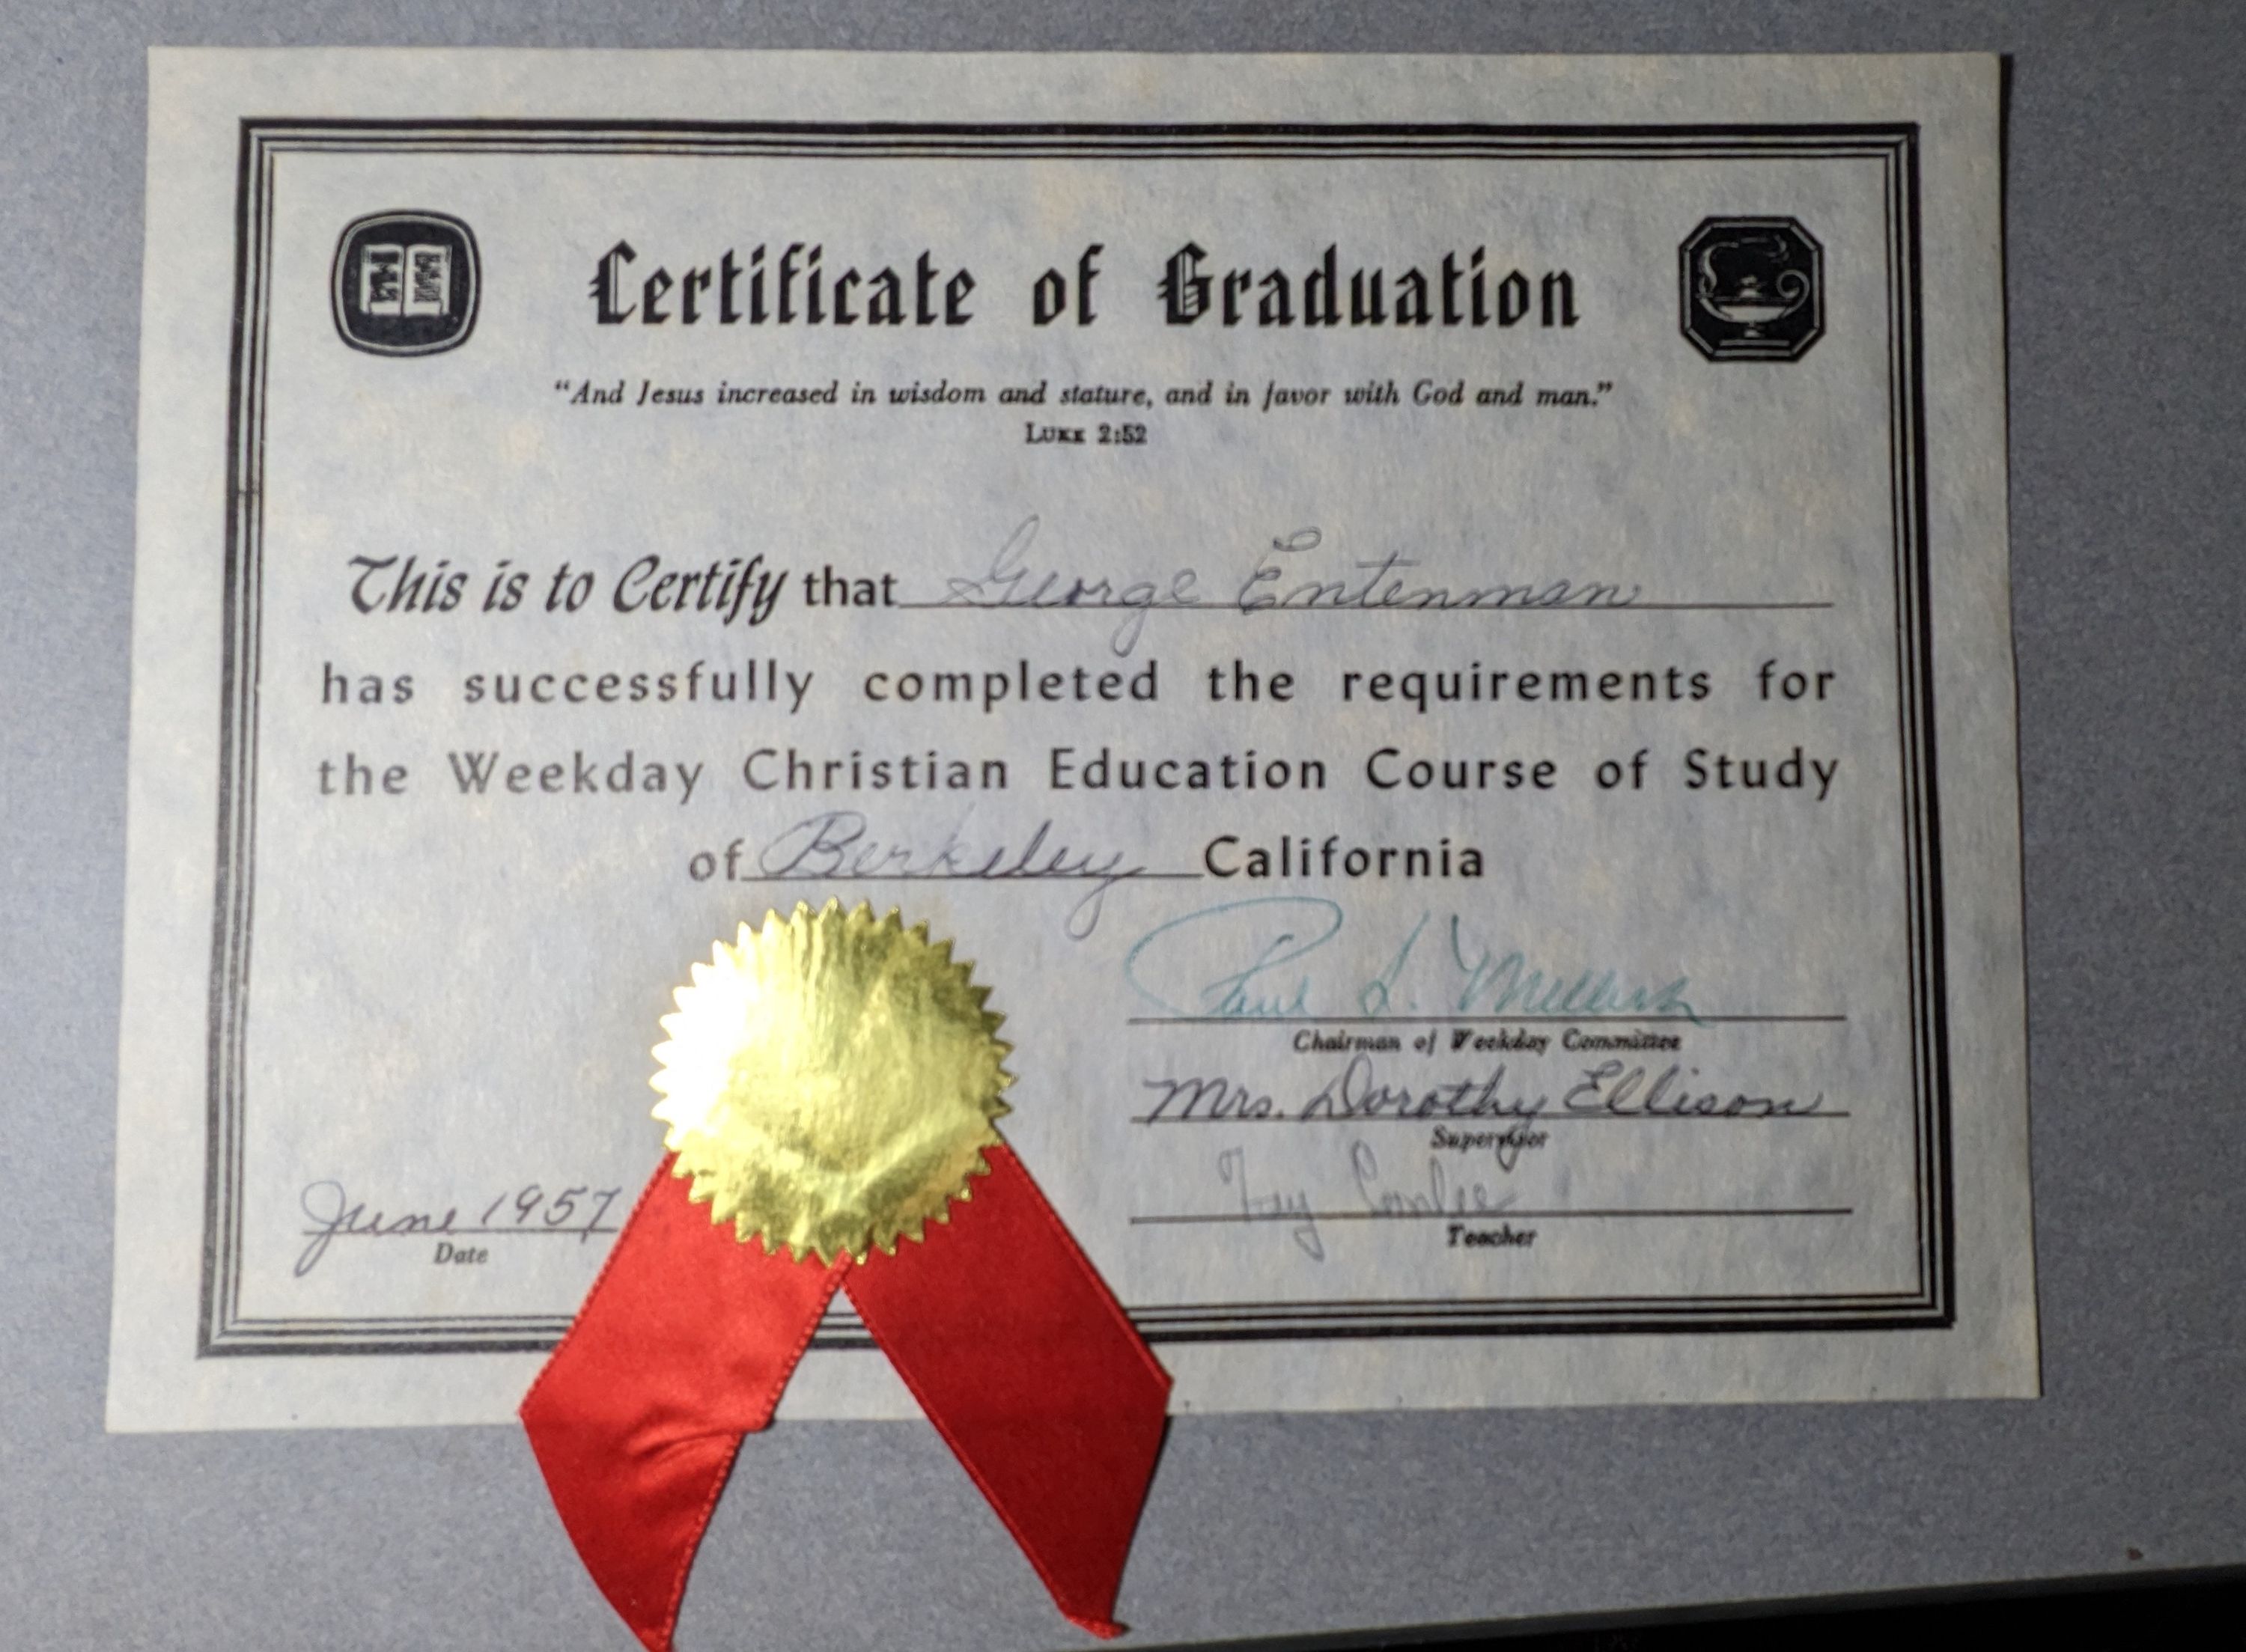 Certificate of Graduation
“And Jesus increased in wisdom and stature, and in favor with God and man.”
LUKE 2:52
This is to Certify that George Entenman
has successfully completed the requirements for
the Weekday Christian Education Course of Study
of Berkeley California
Paul L.
Chairman of Weekday Committee
Mrs. Dorothy Ellison
Supervisor
Teacher
June 1957
Date